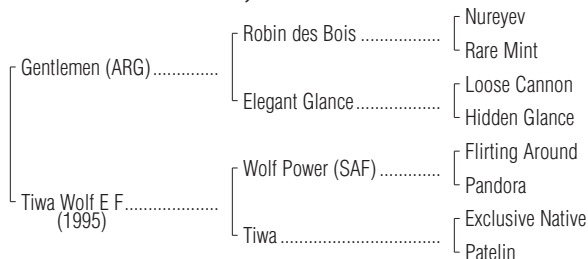 Nureyev
Robin des Bois ..................
Rare Mint
Gentlemen (ARG)..............
Loose Cannon
Elegant Glance...................
Hidden Glance
Flirting Around
Wolf Power (SAF) .............
Pandora
Tiwa Wolf E F....................
(1995)
Exclusive Native
Tiwa ....................................
Patelin